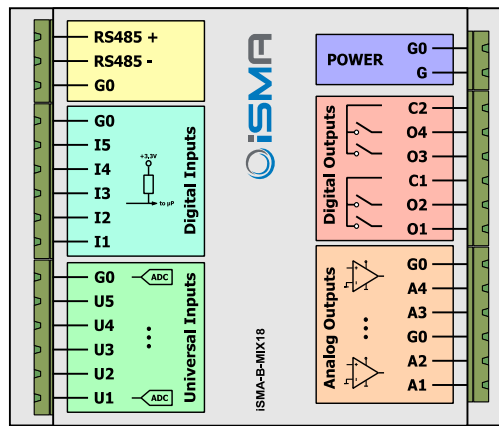 RS485 +
RS485 -
G0
G0
I5
I4
I3
I2
I1
+3,3V
to µP
Digital Inputs
G0
U5
U4
U3
U2
U1
ADC
ADC
Universal Inputs
iSMA
iSMA-B-MIX18
POWER
G0
G
Digital Outputs
C2
O4
O3
C1
O2
O1
Analog Outputs
G0
A4
A3
G0
A2
A1